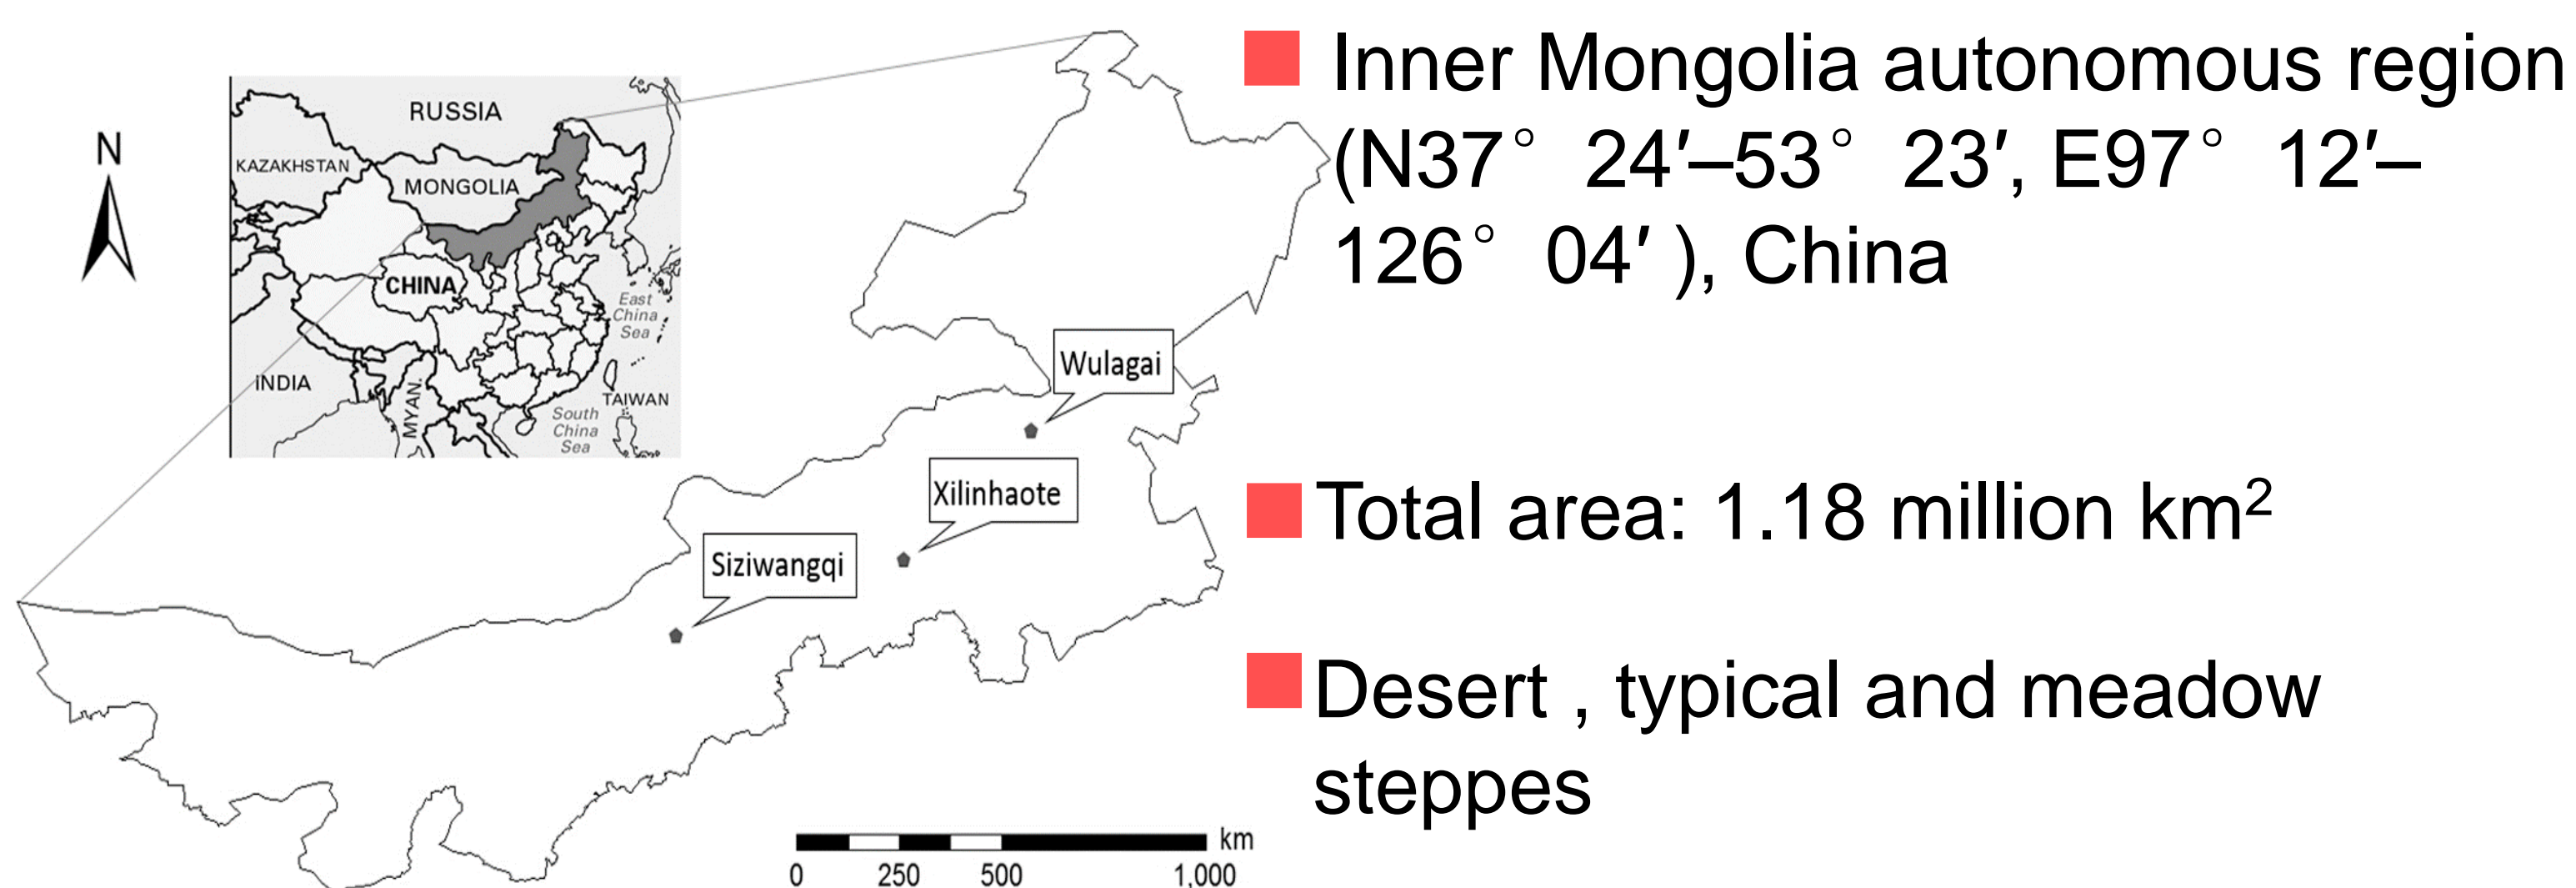 N
RUSSIA
KAZAKHSTAN
MONGOLIA
CHINA
East
China
Sea
INDIA
MYAN.
TAIWAN
South
China
Sea
Wulagai
Xilinhaote
Siziwangqi
km
0 250 500 1,000
Inner Mongolia autonomous region
(N37° 24′–53° 23′, E97° 12′–
126° 04′ ), China
Total area: 1.18 million km²
Desert , typical and meadow
steppes